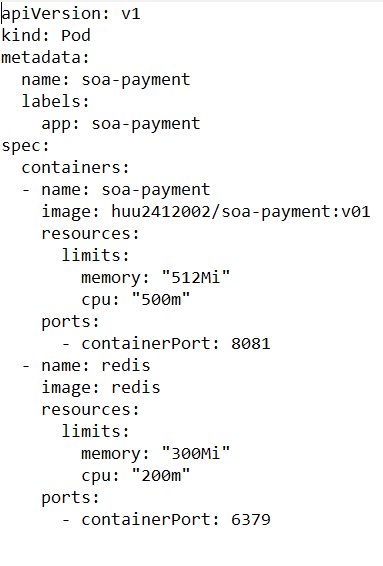 apiVersion: v1
kind: Pod
metadata:
  name: soa-payment
  labels:
    app: soa-payment
spec:
  containers:
  - name: soa-payment
    image: huu2412002/soa-payment:v01
    resources:
      limits:
        memory: "512Mi"
        cpu: "500m"
    ports:
      - containerPort: 8081
  - name: redis
    image: redis
    resources:
      limits:
        memory: "300Mi"
        cpu: "200m"
    ports:
      - containerPort: 6379